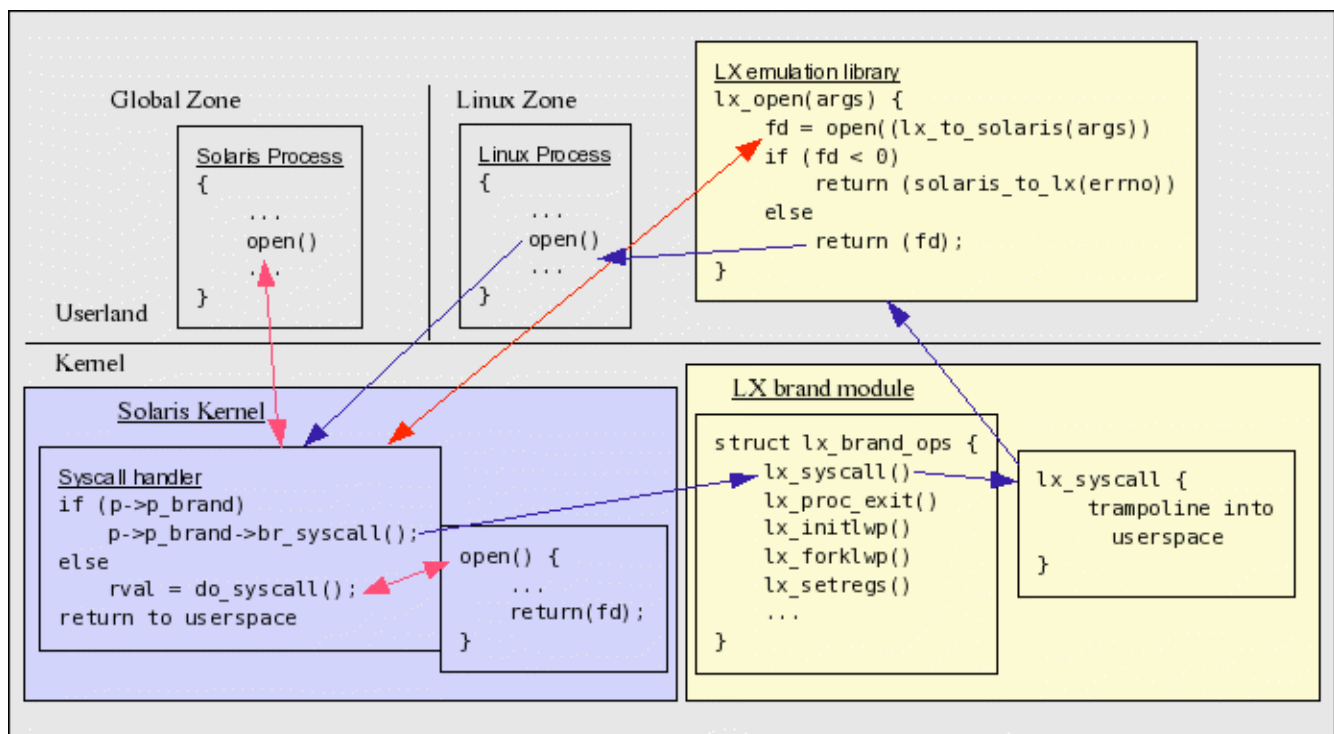 Global Zone
Solaris Process
{
...
open()
...
}
Linux Zone
Linux Process
{
...
open()
...
}
LX emulation library
lx_open(args) {
fd = open((lx_to_solaris(args))
if (fd < 0)
return (solaris_to_lx(errno))
else
return (fd);
}
Userland
Kernel
Solaris Kernel
Syscall handler
if (p->p_brand)
p->p_brand->br_syscall();
else
rval = do_syscall();
return to userspace
open() {
...
return(fd);
}
LX brand module
struct lx_brand_ops {
lx_syscall()
lx_proc_exit()
lx_initlwp()
lx_forklwp()
lx_setregs()
...
}
lx_syscall {
trampoline into
userspace
}